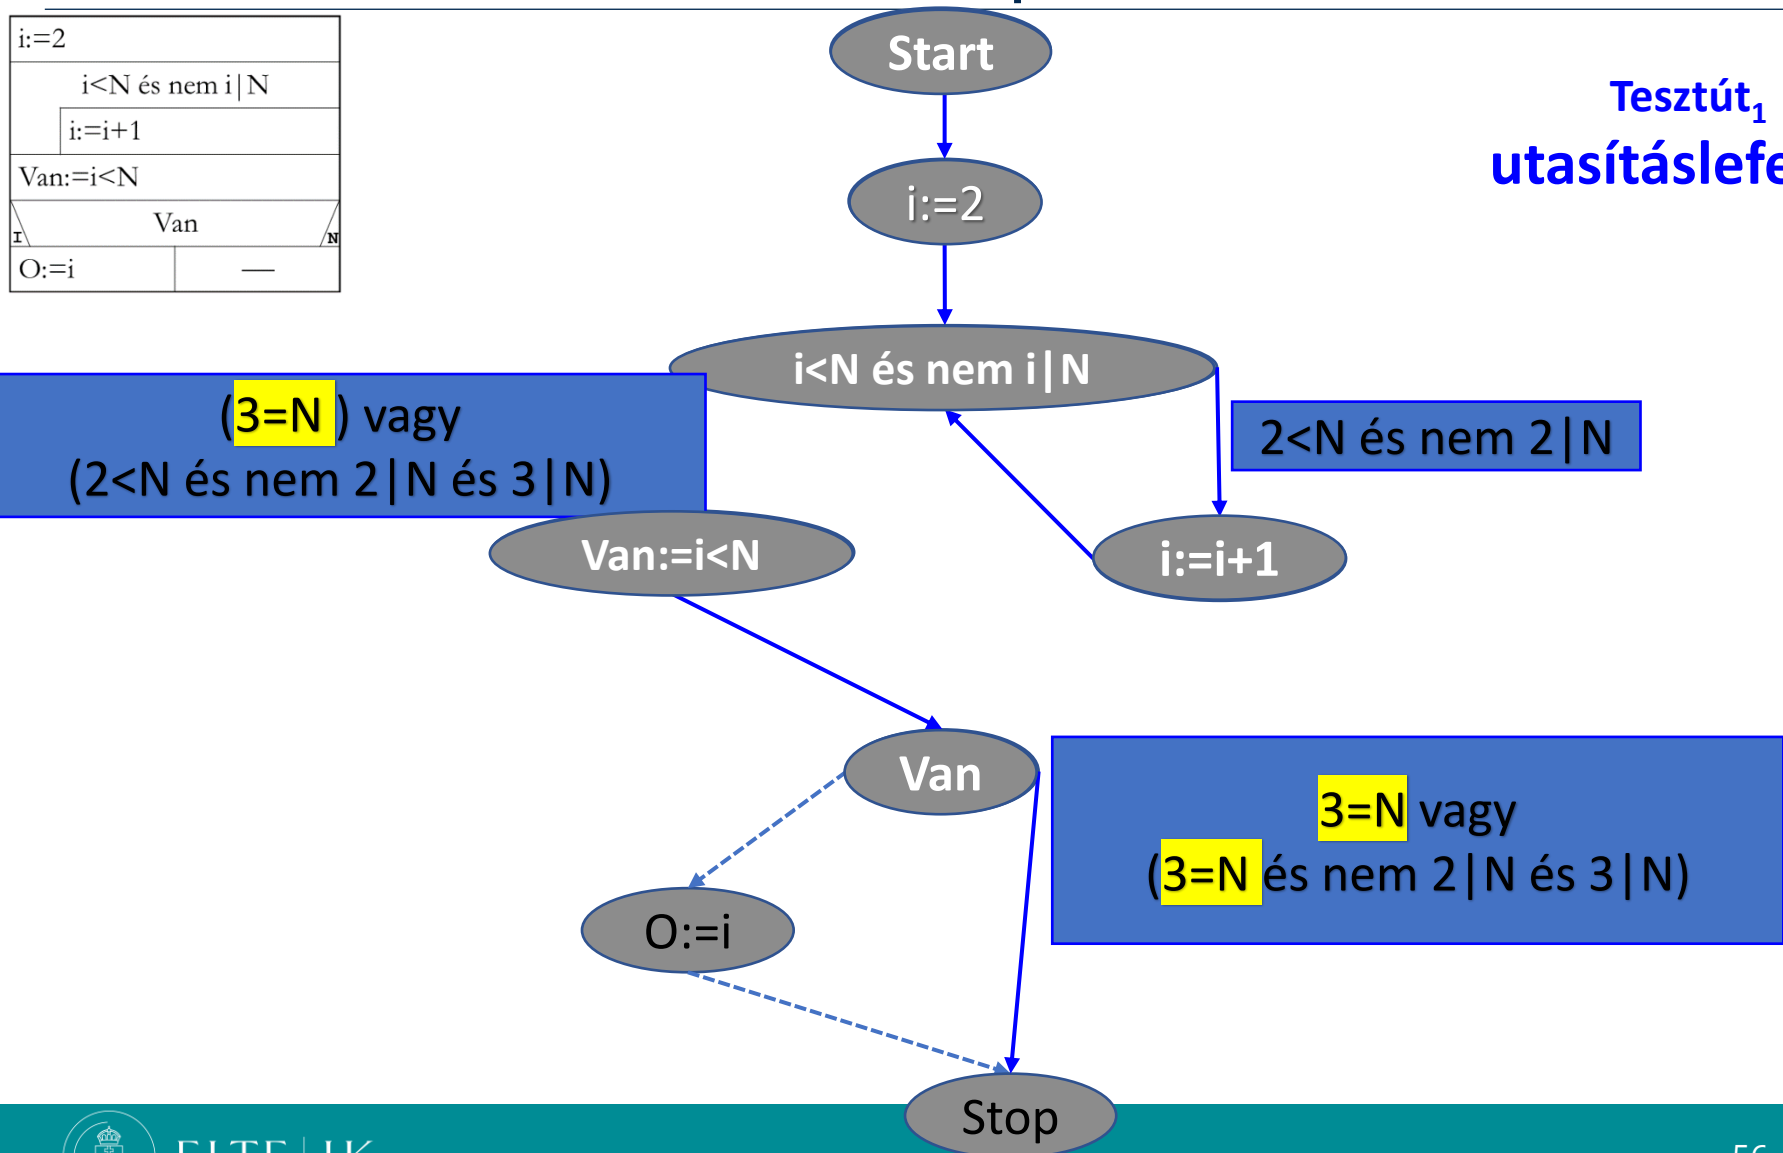 i:=2
i<N és nem i|N
i:=i+1
Van:=i<N
Van
I
N
O:=i
—
Start
Tesztút₁
i:=2
i<N és nem i|N
(3=N ) vagy
(2<N és nem 2|N és 3|N)
2<N és nem 2|N
Van:=i<N
i:=i+1
Van
3=N vagy
(3=N és nem 2|N és 3|N)
O:=i
Stop